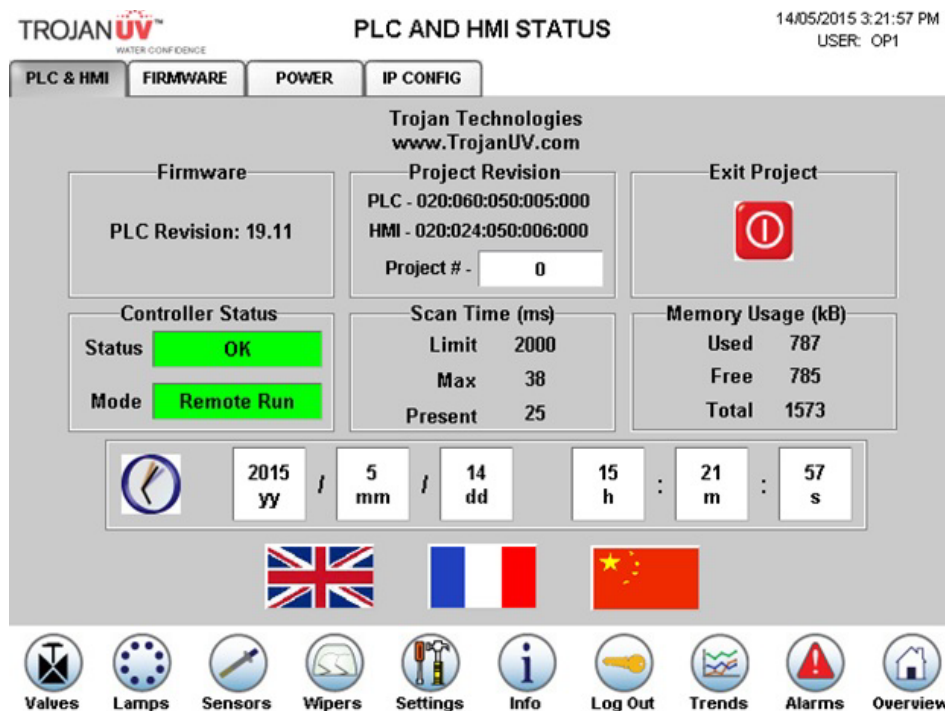 TROJAN UV™
WATER CONFIDENCE
PLC AND HMI STATUS
14/05/2015 3:21:57 PM
USER: OP1
PLC & HMI FIRMWARE POWER IP CONFIG
Trojan Technologies
www.TrojanUV.com
Firmware
PLC Revision: 19.11
Project Revision
PLC - 020:060:050:005:000
HMI - 020:024:050:006:000
Project # - 0
Exit Project
Controller Status
Status OK
Mode Remote Run
Scan Time (ms)
Limit 2000
Max 38
Present 25
Memory Usage (kB)
Used 787
Free 785
Total 1573
2015 / 5 / 14 15 : 21 : 57
yy mm dd h m s
Valves Lamps Sensors Wipers Settings Info Log Out Trends Alarms Overview